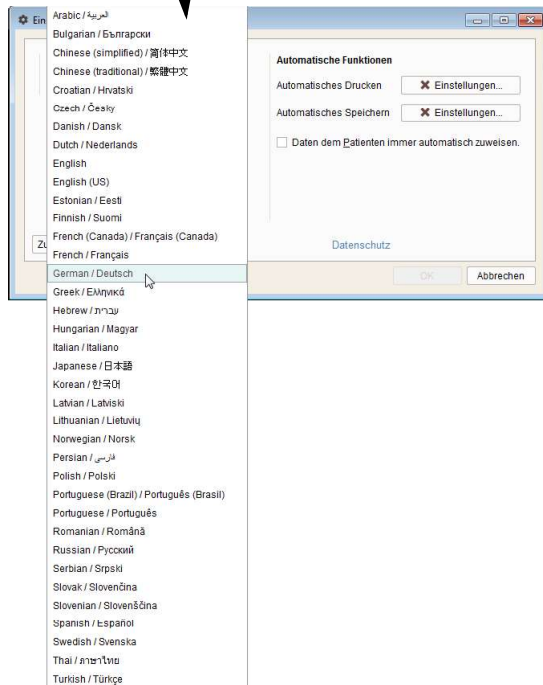 Ein
Arabic / العربية
Bulgarian / Български
Chinese (simplified) / 简体中文
Chinese (traditional) / 繁體中文
Croatian / Hrvatski
Czech / Česky
Danish / Dansk
Dutch / Nederlands
English
English (US)
Estonian / Eesti
Finnish / Suomi
French (Canada) / Français (Canada)
French / Français
German / Deutsch
Greek / Ελληνικά
Hebrew / עברית
Hungarian / Magyar
Italian / Italiano
Japanese / 日本語
Korean / 한국어
Latvian / Latviski
Lithuanian / Lietuvių
Norwegian / Norsk
Persian / فارسی
Polish / Polski
Portuguese (Brazil) / Português (Brasil)
Portuguese / Português
Romanian / Română
Russian / Русский
Serbian / Srpski
Slovak / Slovenčina
Slovenian / Slovenščina
Spanish / Español
Swedish / Svenska
Thai / ภาษาไทย
Turkish / Türkçe
Automatische Funktionen
Automatisches Drucken
Einstellungen...
Automatisches Speichern
Einstellungen...
Daten dem Patienten immer automatisch zuweisen.
Zu
Datenschutz
OK
Abbrechen